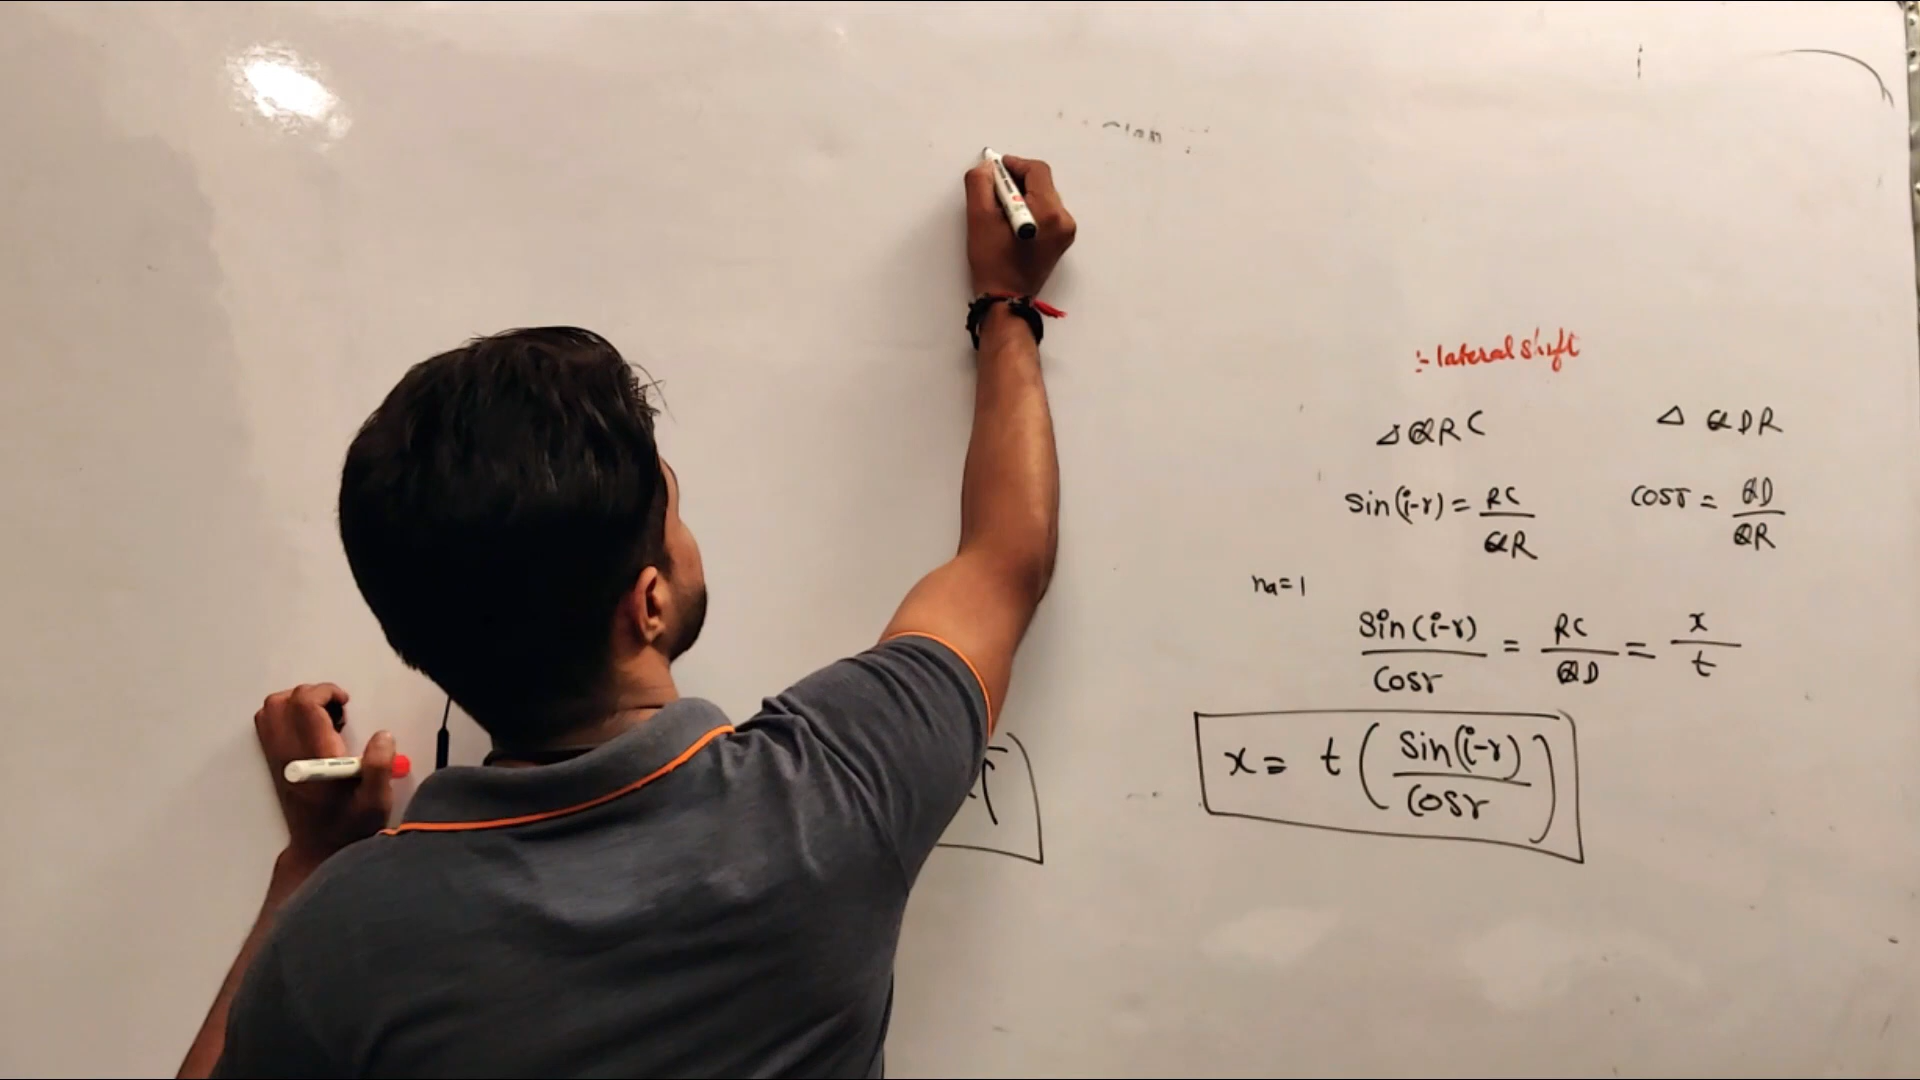 :- lateral shift
Δ QRC Δ QDR
Sin(i-r) = RC/QR Cosr = QD/QR
na=1
Sin(i-r)/Cosr = RC/QD = x/t
x = t ( Sin(i-r)/Cosr )